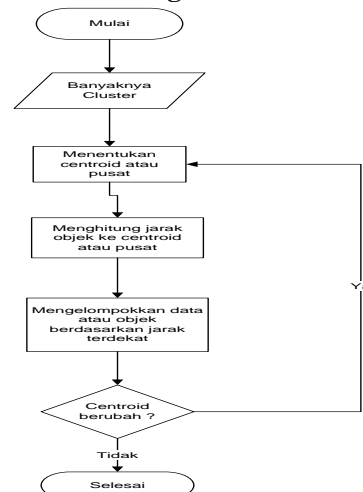 Mulai
Banyaknya
Cluster
Menentukan
centroid atau
pusat
Menghitung jarak
objek ke centroid
atau pusat
Mengelompokkan data
atau objek
berdasarkan jarak
terdekat
Centroid
berubah ?
Tidak
Selesai